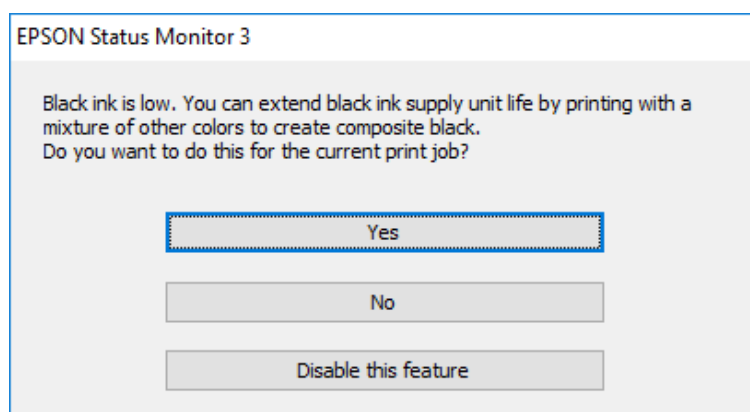 EPSON Status Monitor 3
Black ink is low. You can extend black ink supply unit life by printing with a
mixture of other colors to create composite black.
Do you want to do this for the current print job?
Yes
No
Disable this feature